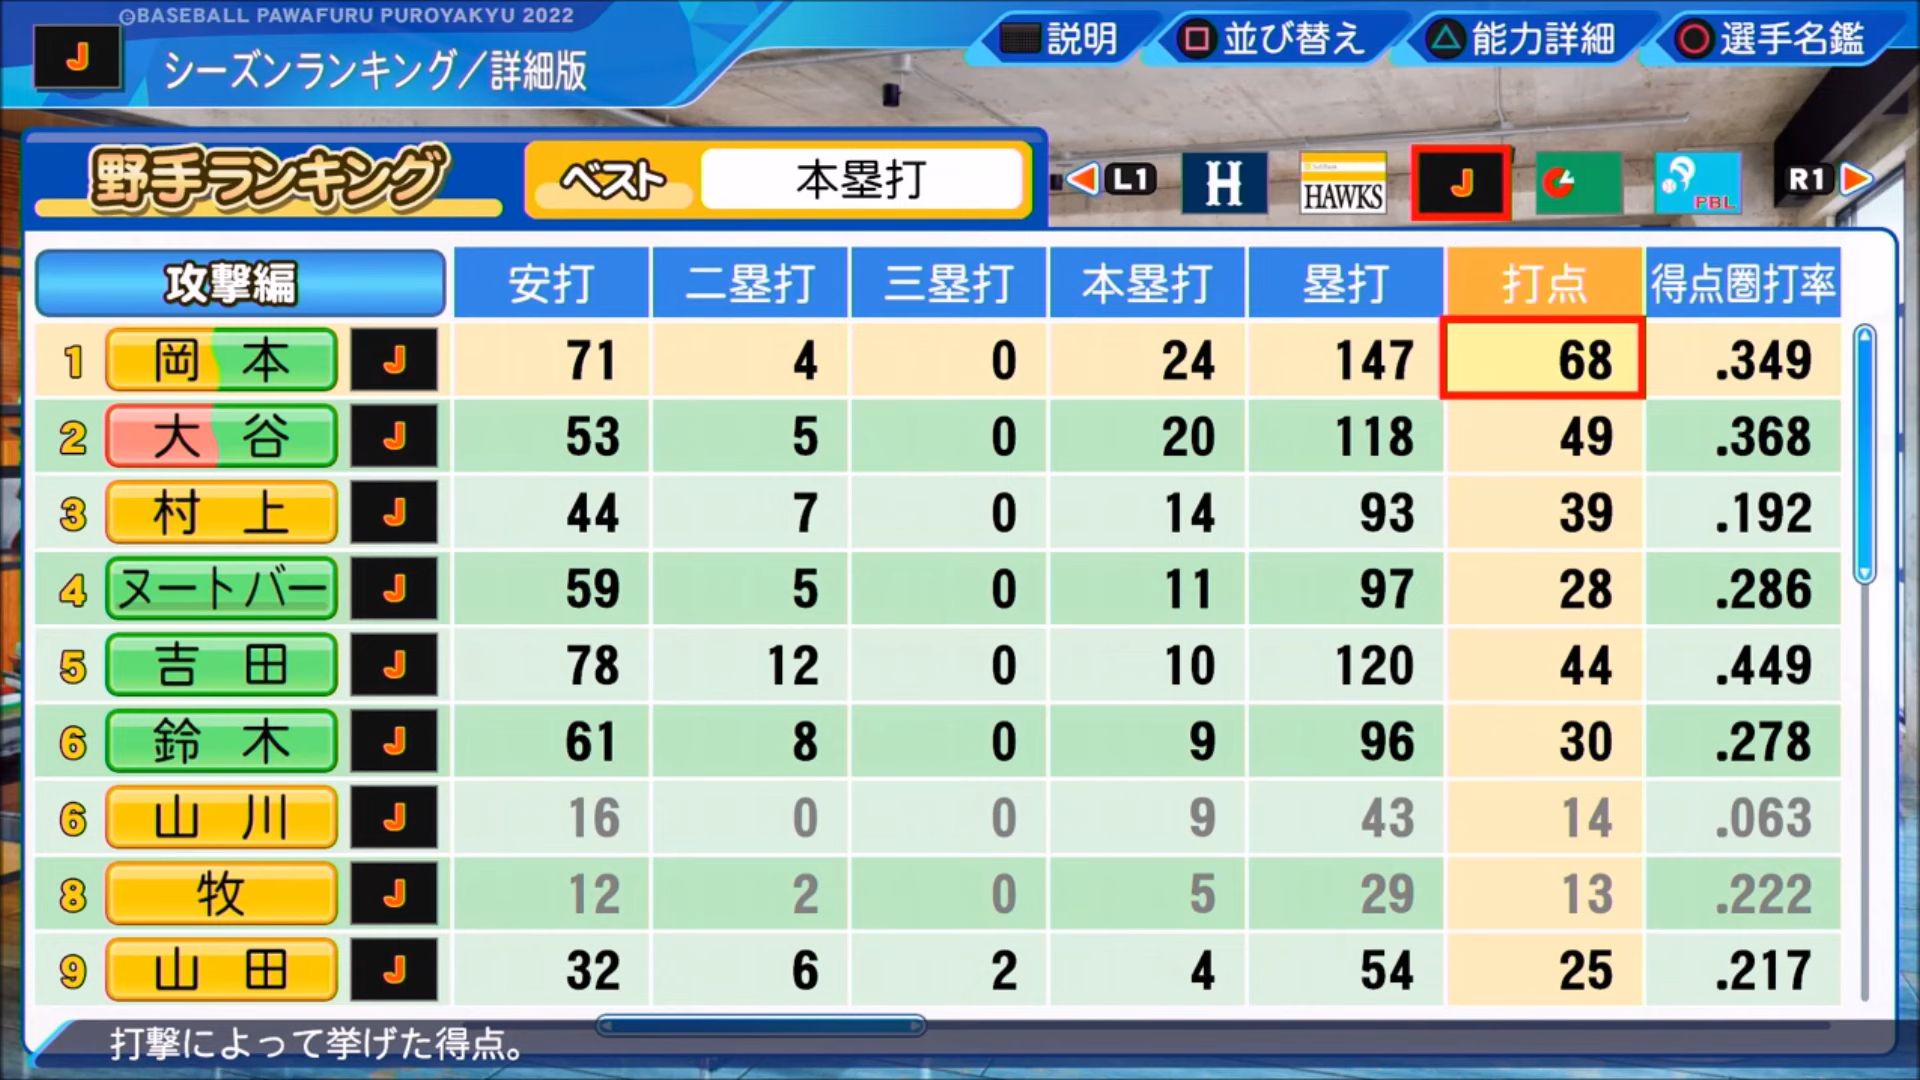 ©BASEBALL PAWAFURU PUROYAKYU 2022
J シーズンランキング／詳細版
説明 並び替え 能力詳細 選手名鑑
野手ランキング ベスト 本塁打 L1 H SoftBank HAWKS J G PBL R1
攻撃編 安打 二塁打 三塁打 本塁打 塁打 打点 得点圏打率
1 岡本 J 71 4 0 24 147 68 .349
2 大谷 J 53 5 0 20 118 49 .368
3 村上 J 44 7 0 14 93 39 .192
4 ヌートバー J 59 5 0 11 97 28 .286
5 吉田 J 78 12 0 10 120 44 .449
6 鈴木 J 61 8 0 9 96 30 .278
6 山川 J 16 0 0 9 43 14 .063
8 牧 J 12 2 0 5 29 13 .222
9 山田 J 32 6 2 4 54 25 .217
打撃によって挙げた得点。